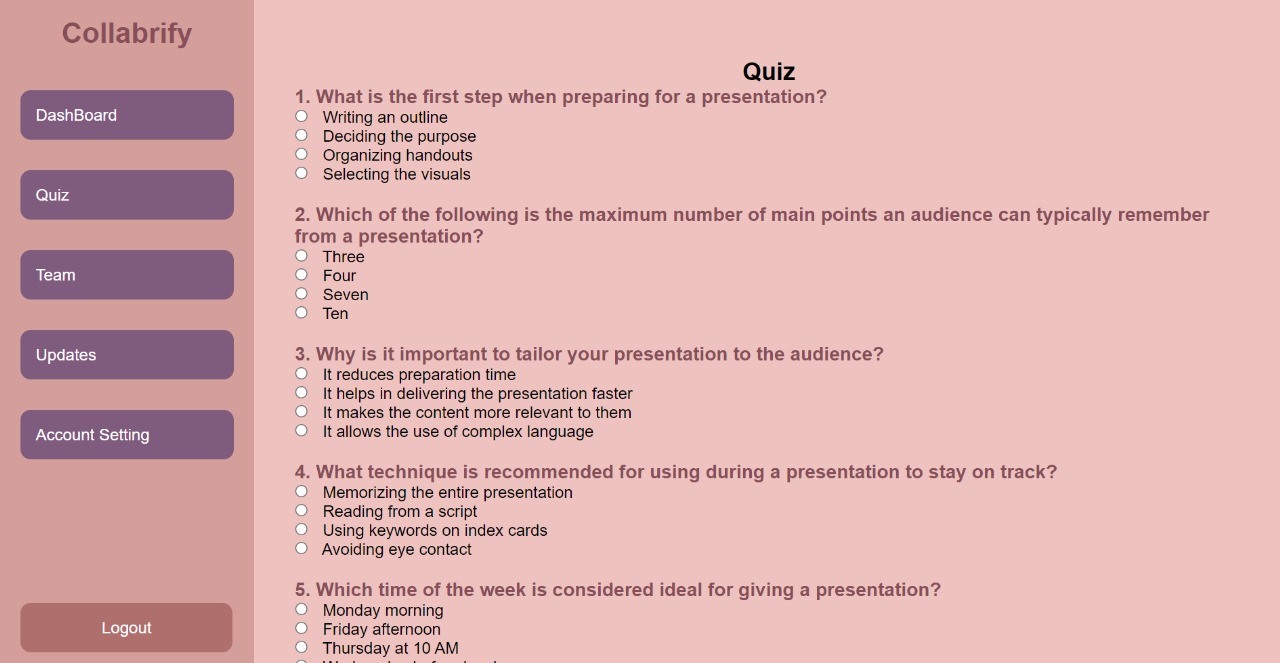 Collabrify
DashBoard
Quiz
Team
Updates
Account Setting
Logout
Quiz
1. What is the first step when preparing for a presentation?
Writing an outline
Deciding the purpose
Organizing handouts
Selecting the visuals
2. Which of the following is the maximum number of main points an audience can typically remember
from a presentation?
Three
Four
Seven
Ten
3. Why is it important to tailor your presentation to the audience?
It reduces preparation time
It helps in delivering the presentation faster
It makes the content more relevant to them
It allows the use of complex language
4. What technique is recommended for using during a presentation to stay on track?
Memorizing the entire presentation
Reading from a script
Using keywords on index cards
Avoiding eye contact
5. Which time of the week is considered ideal for giving a presentation?
Monday morning
Friday afternoon
Thursday at 10 AM